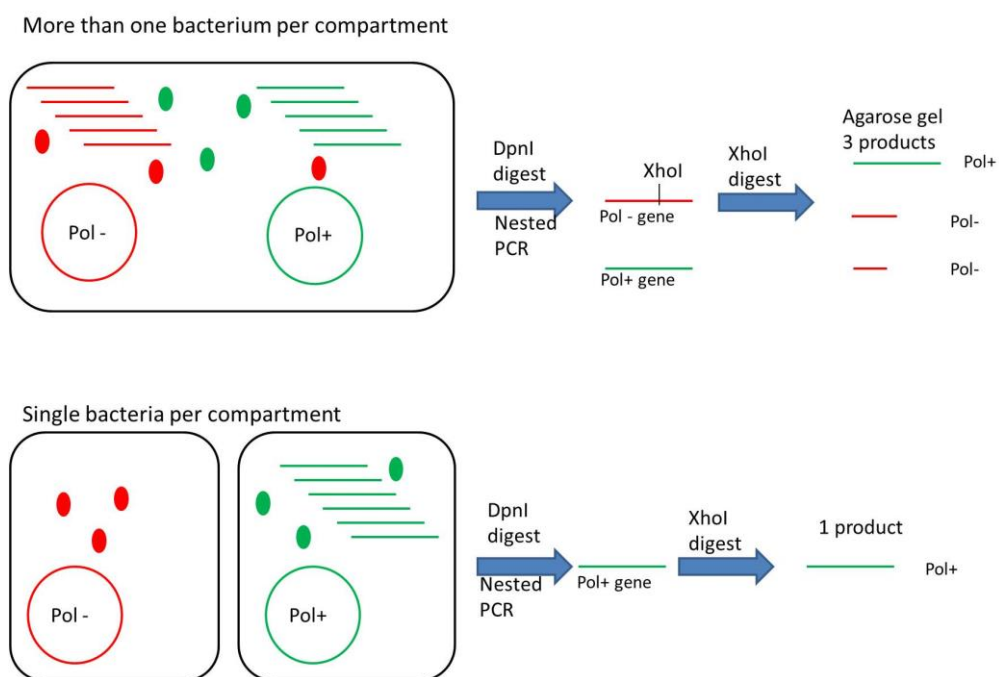 More than one bacterium per compartment
Pol -
Pol+
DpnI
digest
Nested
PCR
XhoI
Pol - gene
Pol+ gene
XhoI
digest
Agarose gel
3 products
Pol+
Pol-
Pol-
Single bacteria per compartment
Pol -
Pol+
DpnI
digest
Nested
PCR
Pol+ gene
XhoI
digest
1 product
Pol+